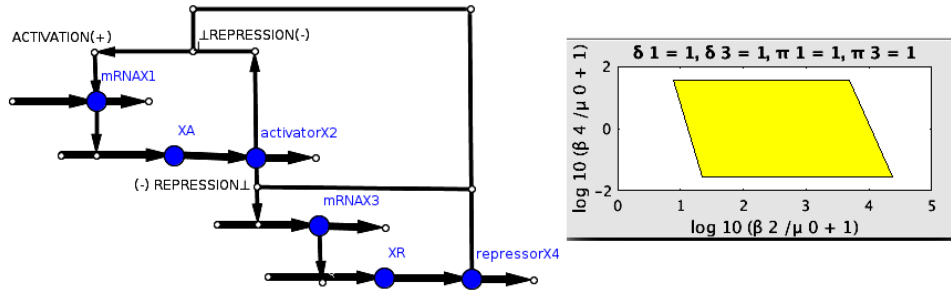 ⊥REPRESSION(-)
ACTIVATION(+)
mRNAX1
XA
activatorX2
(-) REPRESSION⊥
mRNAX3
XR
repressorX4
δ 1 = 1, δ 3 = 1, π 1 = 1, π 3 = 1
log 10 (β 4 /μ 0 + 1)
2
0
−2
0
1
2
3
4
5
log 10 (β 2 /μ 0 + 1)